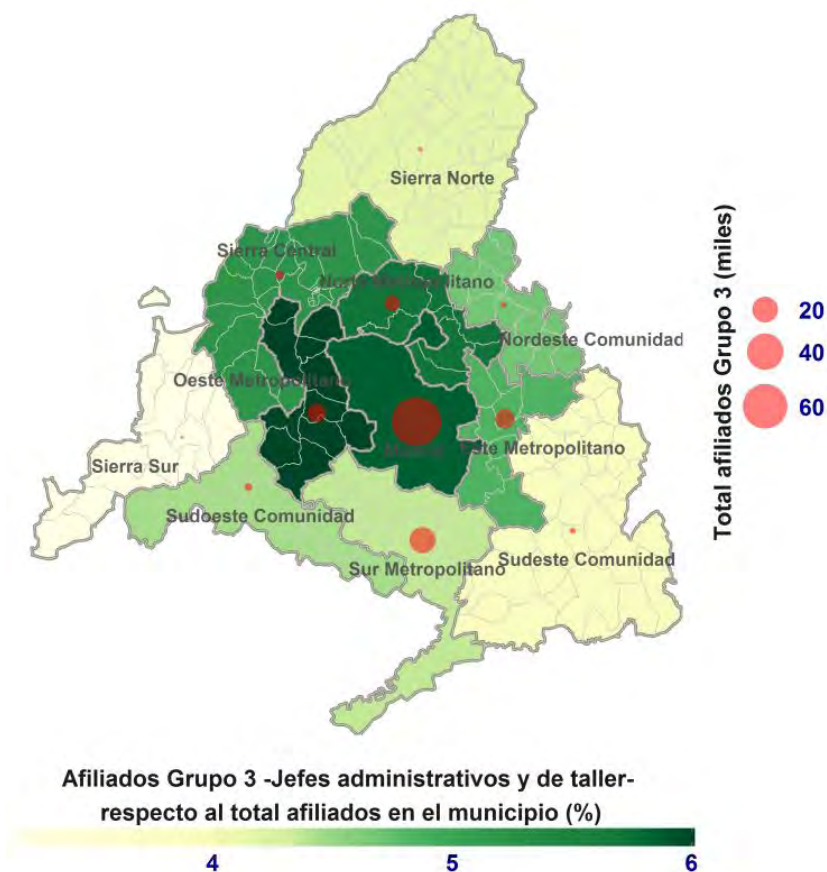 Sierra Norte
Sierra Central
Norte Metropolitano
Nordeste Comunidad
Oeste Metropolitano
Madrid
Este Metropolitano
Sierra Sur
Sudoeste Comunidad
Sur Metropolitano
Sudeste Comunidad
Total afiliados Grupo 3 (miles)
20
40
60
Afiliados Grupo 3 -Jefes administrativos y de taller-
respecto al total afiliados en el municipio (%)
4
5
6